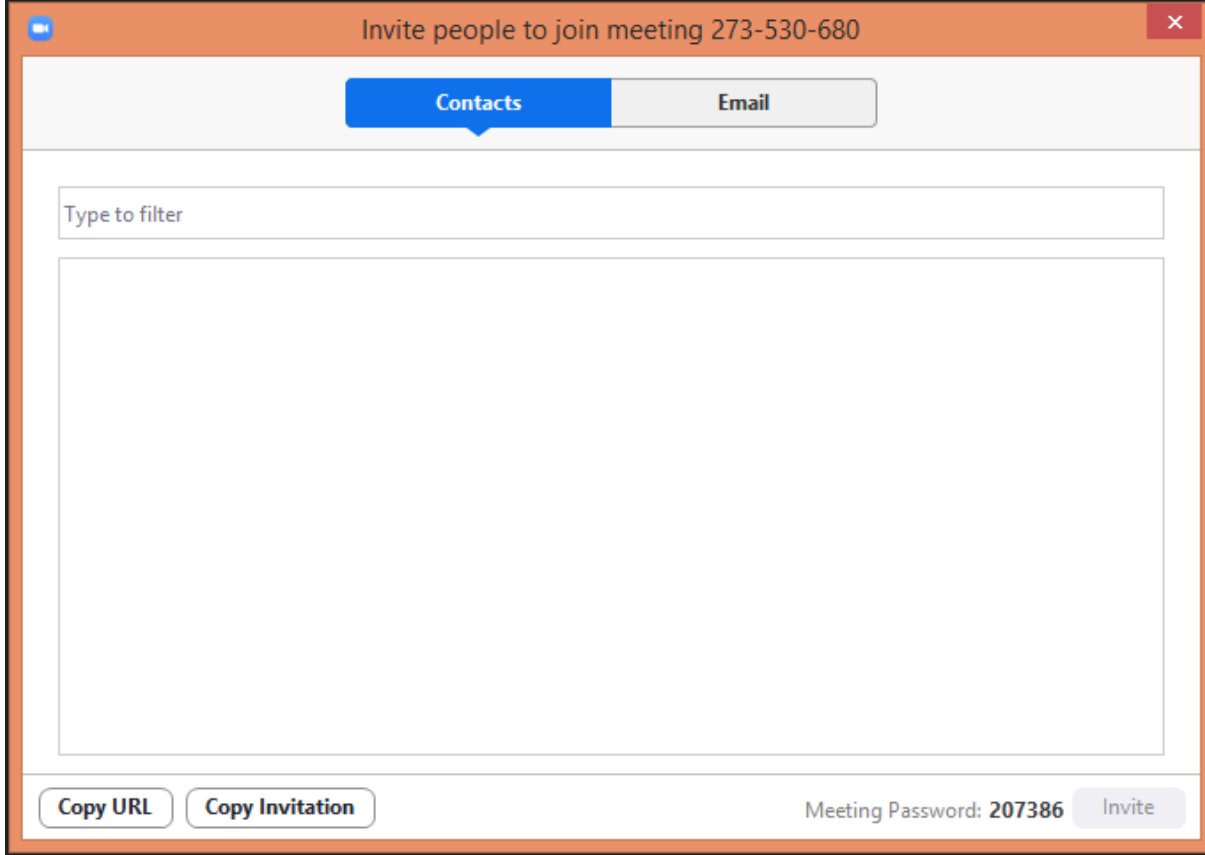 Invite people to join meeting 273-530-680
Contacts Email
Type to filter
Copy URL Copy Invitation Meeting Password: 207386 Invite